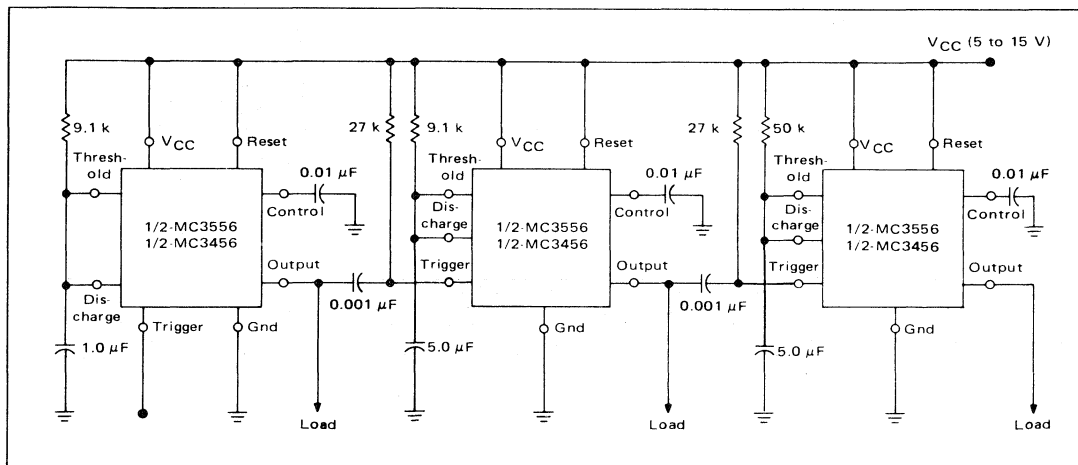 VCC (5 to 15 V)
9.1 k
VCC
Reset
Thresh-
old
0.01 µF
Control
1/2-MC3556
1/2-MC3456
Output
0.001 µF
Dis-
charge
Trigger
Gnd
1.0 µF
Load
27 k
9.1 k
VCC
Reset
Thresh-
old
0.01 µF
Control
Dis-
charge
1/2-MC3556
1/2-MC3456
Trigger
Output
0.001 µF
Gnd
5.0 µF
Load
27 k
50 k
VCC
Reset
Thresh-
old
0.01 µF
Control
Dis-
charge
1/2-MC3556
1/2-MC3456
Trigger
Output
Gnd
5.0 µF
Load